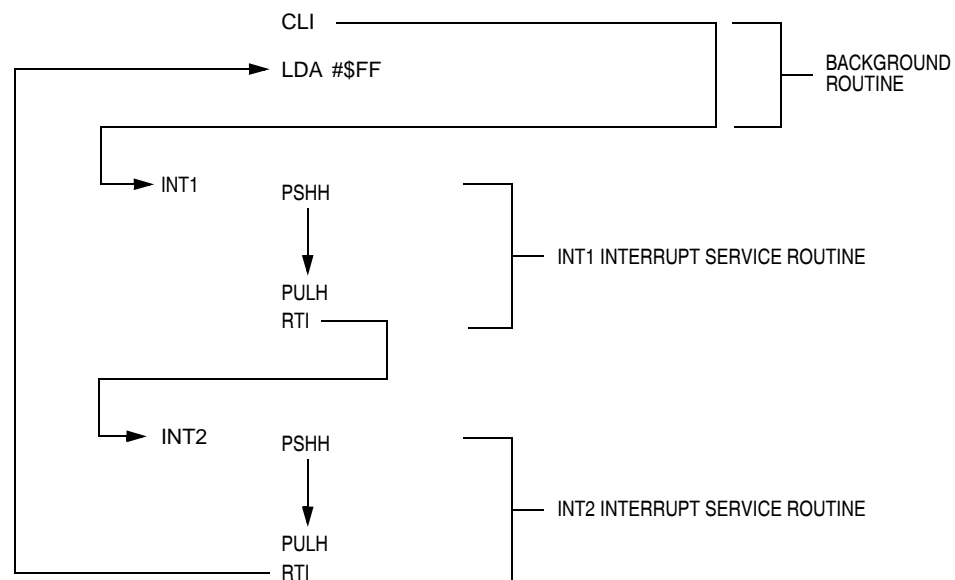 CLI
LDA #$FF
BACKGROUND
ROUTINE
INT1
PSHH
INT1 INTERRUPT SERVICE ROUTINE
PULH
RTI
INT2
PSHH
INT2 INTERRUPT SERVICE ROUTINE
PULH
RTI